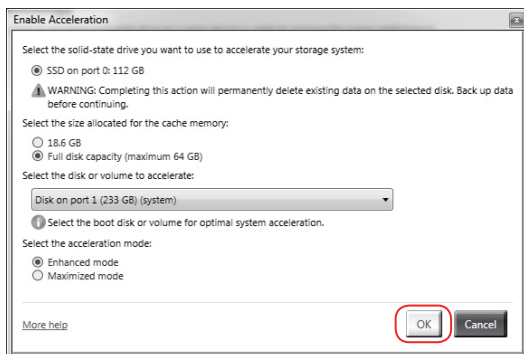 Enable Acceleration
Select the solid-state drive you want to use to accelerate your storage system:
SSD on port 0: 112 GB
WARNING: Completing this action will permanently delete existing data on the selected disk. Back up data
before continuing.
Select the size allocated for the cache memory:
18.6 GB
Full disk capacity (maximum 64 GB)
Select the disk or volume to accelerate:
Disk on port 1 (233 GB) (system)
Select the boot disk or volume for optimal system acceleration.
Select the acceleration mode:
Enhanced mode
Maximized mode
More help
OK
Cancel